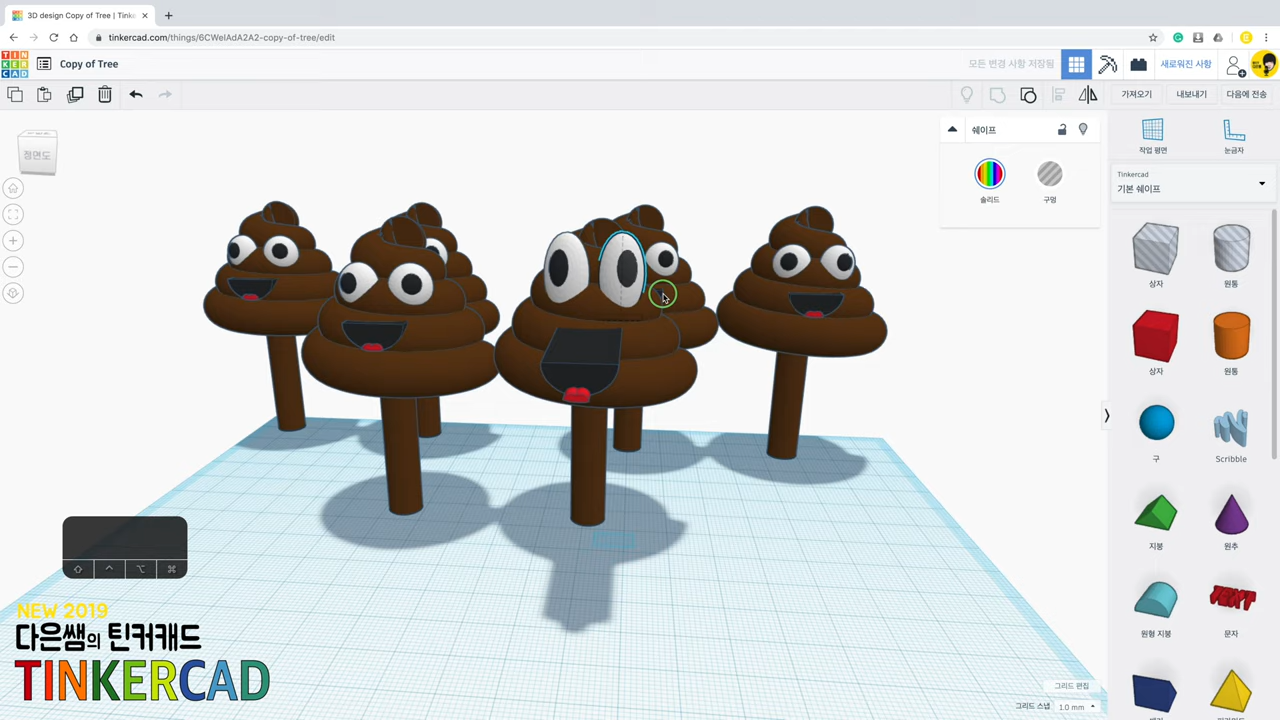 3D design Copy of Tree | Tinke
tinkercad.com/things/6CWelAdA2A2-copy-of-tree/edit
TIN
KER
CAD
Copy of Tree
모든 변경 사항 저장됨
새로워진 사항
가져오기
내보내기
다음에 전송
정면도
쉐이프
솔리드
구멍
작업 평면
눈금자
Tinkercad
기본 쉐이프
상자
원통
상자
원통
구
Scribble
지붕
원추
원형 지붕
TEXT
문자
그리드 편집
그리드 스냅
1.0 mm
NEW 2019
다은쌤의 틴커캐드
TINKERCAD